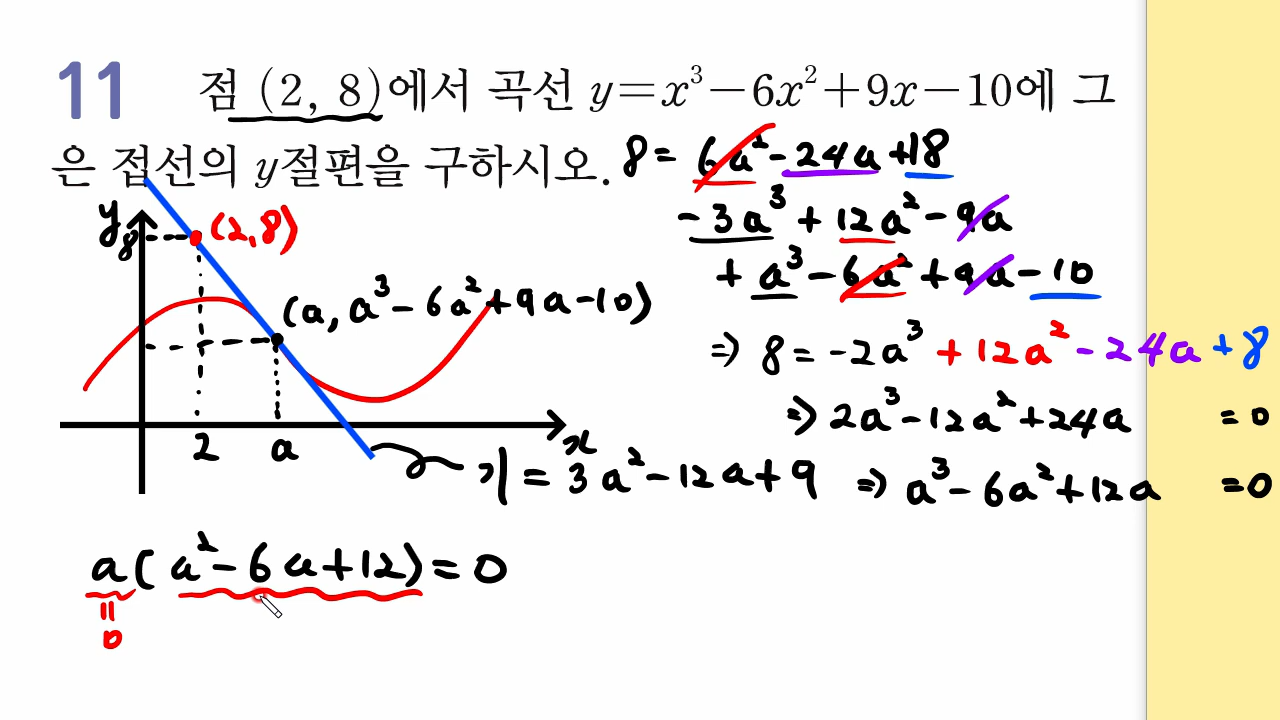 11 점 (2, 8)에서 곡선 y=x³-6x²+9x-10에 그
은 접선의 y절편을 구하시오.
8 = 6a² - 24a + 18
- 3a³ + 12a² - 9a
+ a³ - 6a² + 9a - 10
⇒ 8 = -2a³ + 12a² - 24a + 8
⇒ 2a³ - 12a² + 24a = 0
⇒ a³ - 6a² + 12a = 0
y
8
(2,8)
(a, a³ - 6a² + 9a - 10)
2
a
x
기 = 3a² - 12a + 9
a(a² - 6a + 12) = 0
=
0